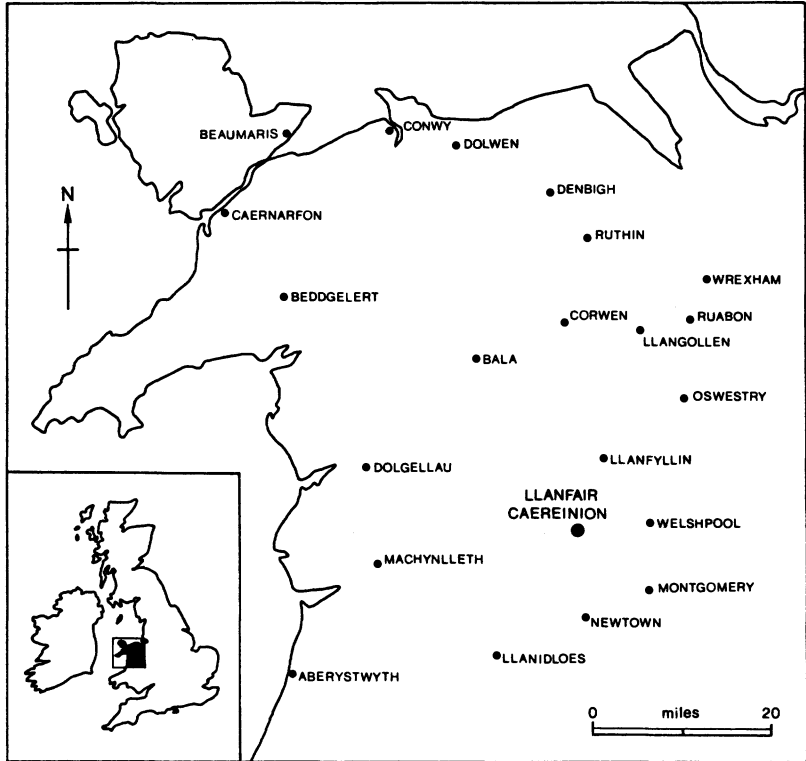 BEAUMARIS
CONWY
DOLWEN
DENBIGH
N
CAERNARFON
RUTHIN
WREXHAM
BEDDGELERT
CORWEN
RUABON
LLANGOLLEN
BALA
OSWESTRY
DOLGELLAU
LLANFYLLIN
LLANFAIR
CAEREINION
WELSHPOOL
MACHYNLLETH
MONTGOMERY
NEWTOWN
LLANIDLOES
ABERYSTWYTH
0 miles 20